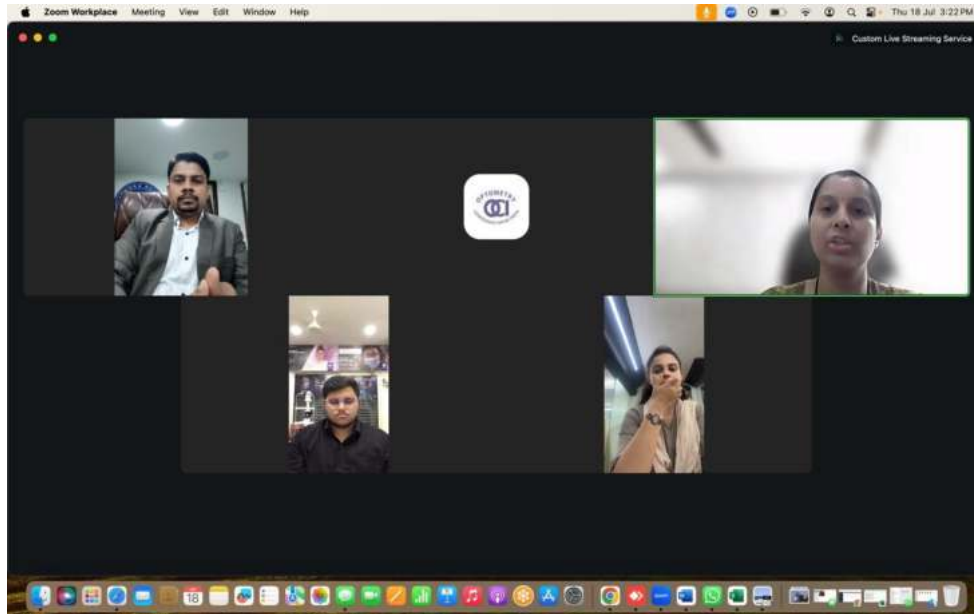 Zoom Workplace Meeting View Edit Window Help
Thu 18 Jul 3:22 PM
Custom Live Streaming Service
OPTOMETRY
OCI
18